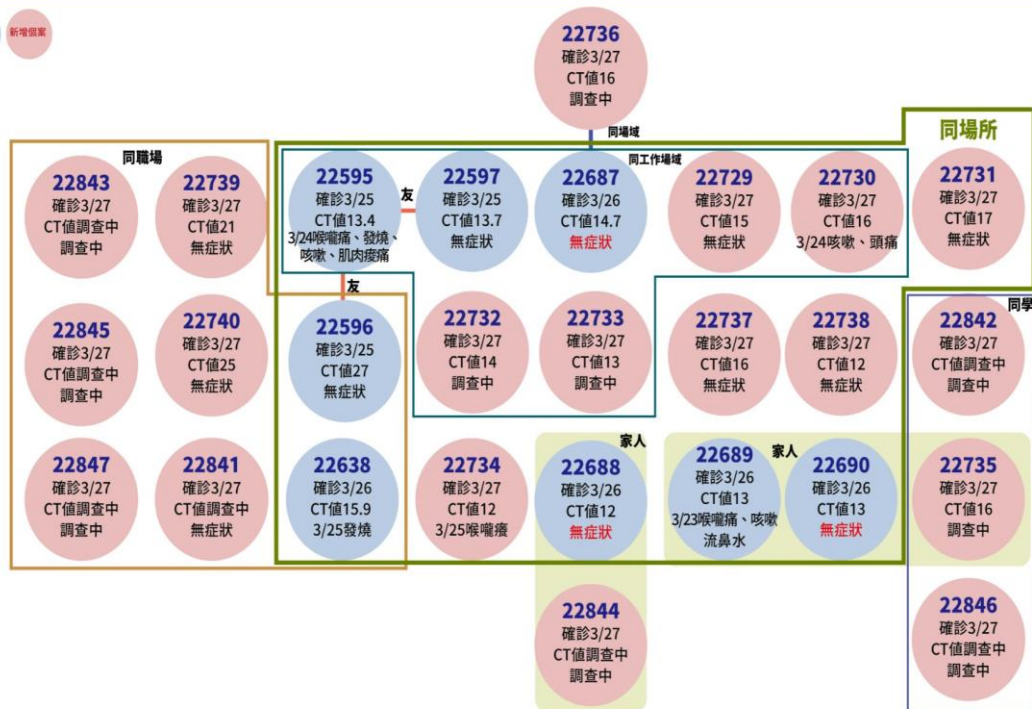 新增個案
22736
確診3/27
CT值16
調查中
同場域
同場所
同職場
同工作場域
22843
確診3/27
CT值調查中
調查中
22739
確診3/27
CT值21
無症狀
22595
確診3/25
CT值13.4
3/24喉嚨痛、發燒、
咳嗽、肌肉痠痛
友
22597
確診3/25
CT值13.7
無症狀
22687
確診3/26
CT值14.7
無症狀
22729
確診3/27
CT值15
無症狀
22730
確診3/27
CT值16
3/24咳嗽、頭痛
22731
確診3/27
CT值17
無症狀
友
同學
22845
確診3/27
CT值調查中
調查中
22740
確診3/27
CT值25
無症狀
22596
確診3/25
CT值27
無症狀
22732
確診3/27
CT值14
調查中
22733
確診3/27
CT值13
調查中
22737
確診3/27
CT值16
無症狀
22738
確診3/27
CT值12
無症狀
22842
確診3/27
CT值調查中
調查中
22847
確診3/27
CT值調查中
調查中
22841
確診3/27
CT值調查中
無症狀
22638
確診3/26
CT值15.9
3/25發燒
22734
確診3/27
CT值12
3/25喉嚨癢
家人
22688
確診3/26
CT值12
無症狀
家人
22689
確診3/26
CT值13
3/23喉嚨痛、咳嗽
流鼻水
22690
確診3/26
CT值13
無症狀
22735
確診3/27
CT值16
調查中
22844
確診3/27
CT值調查中
調查中
22846
確診3/27
CT值調查中
調查中